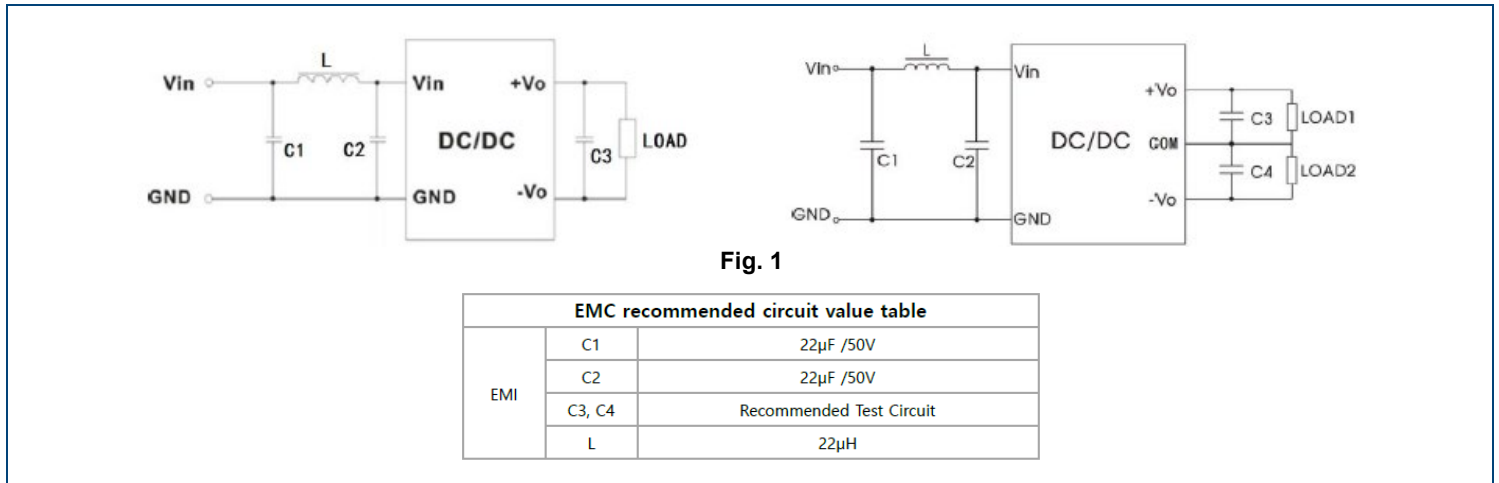 L
Vin
Vin
+Vo
C1
C2
DC/DC
C3
LOAD
GND
GND
-Vo
L
VIn
Vin
+Vo
C3
LOAD1
C1
C2
DC/DC
COM
C4
LOAD2
-Vo
GND
GND
Fig. 1
EMC recommended circuit value table
EMI
C1
22μF /50V
C2
22μF /50V
C3, C4
Recommended Test Circuit
L
22μH